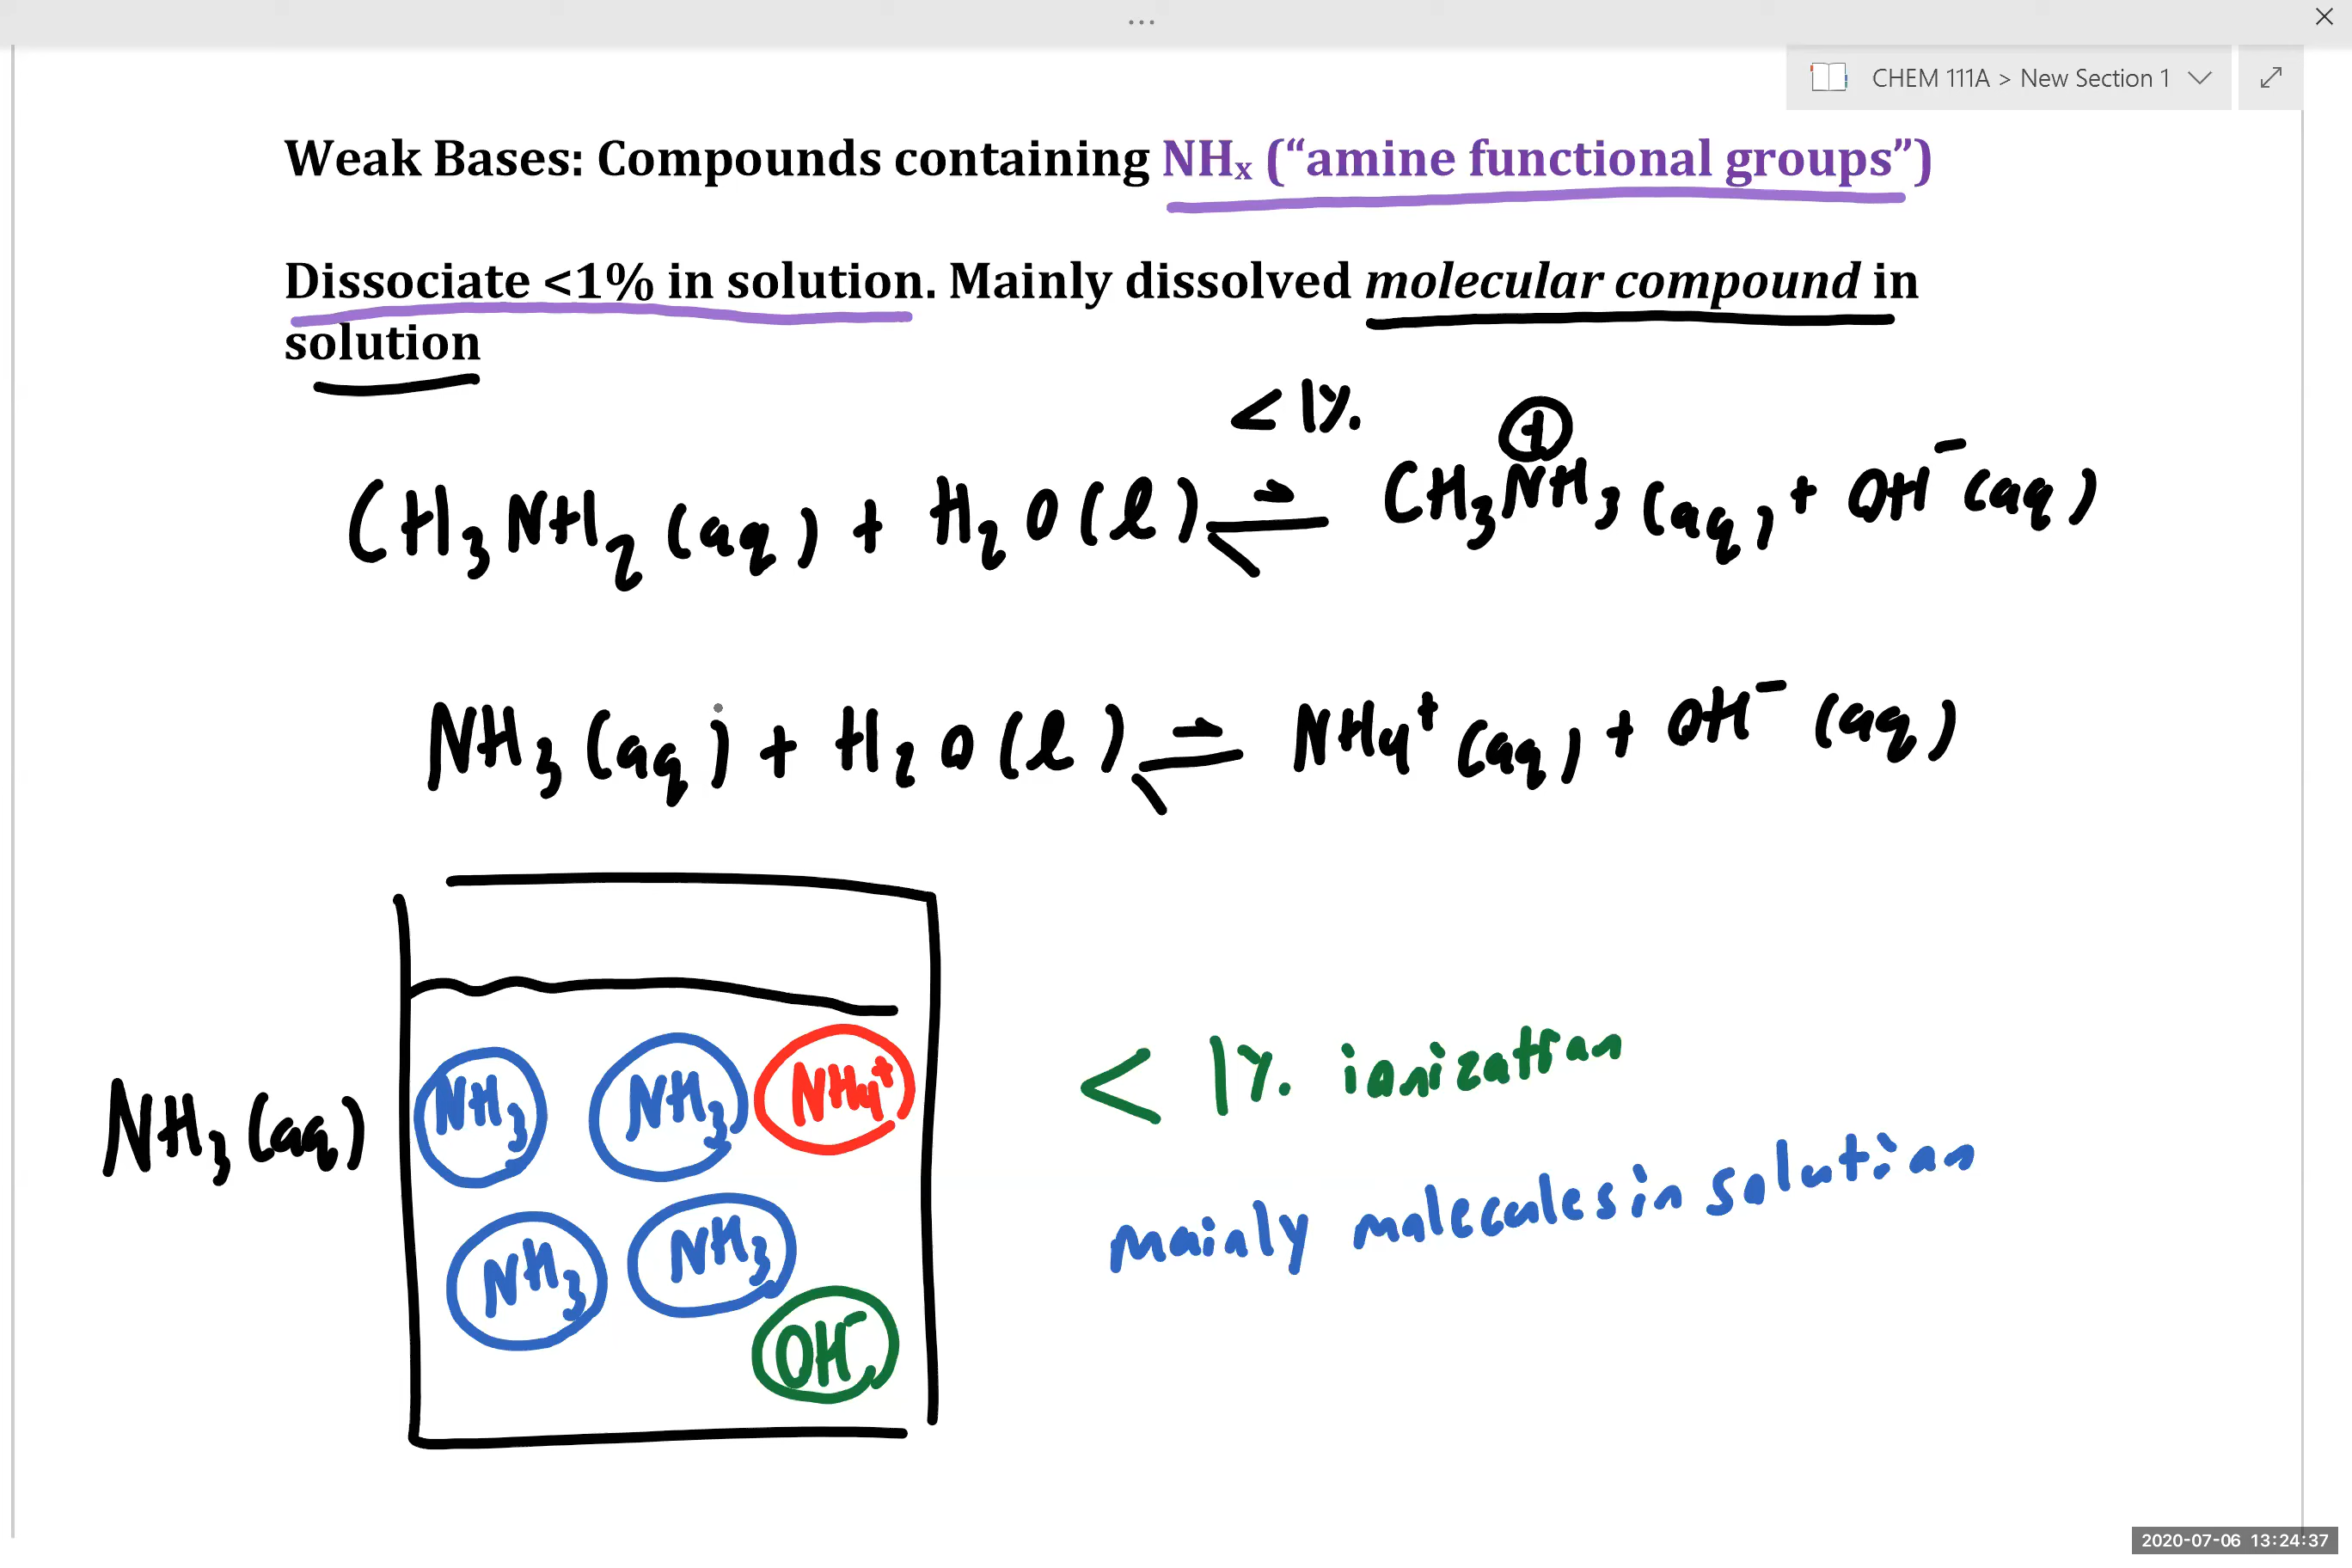 ...
CHEM 111A > New Section 1
Weak Bases: Compounds containing NHₓ (“amine functional groups”)
Dissociate <1% in solution. Mainly dissolved molecular compound in
solution
<1%
CH₃NH₂(aq) + H₂O(l) ⇌ CH₃NH₃⁺(aq) + OH⁻(aq)
NH₃(aq) + H₂O(l) ⇌ NH₄⁺(aq) + OH⁻(aq)
NH₃(aq)
NH₃ NH₃ NH₄⁺
NH₃ NH₃
OH⁻
<1% ionization
mainly molecules in solution
2020-07-06 13:24:37